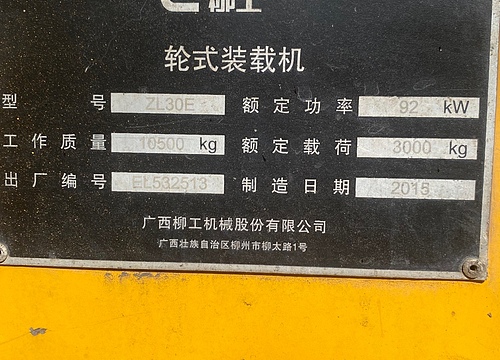 柳工
轮式装载机
型号 ZL30E 额定功率 92 kW
工作质量 10500 kg 额定载荷 3000 kg
出厂编号 EL532513 制造日期 2015
广西柳工机械股份有限公司
广西壮族自治区柳州市柳太路1号